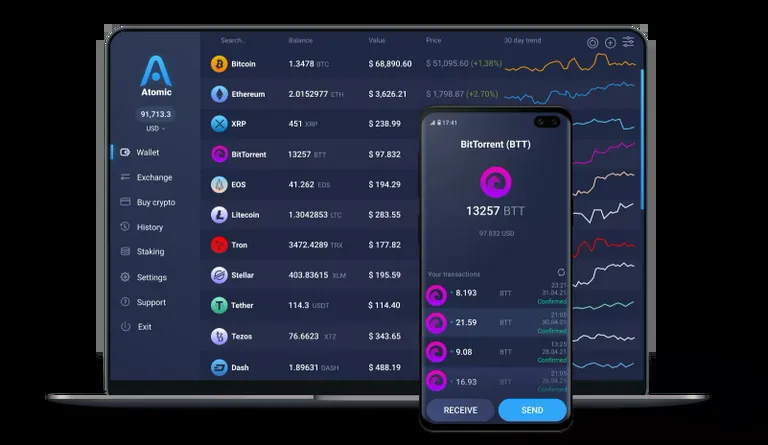 Search... Balance Value Price 30 day trend
Atomic
91,713.3
USD
Wallet
Exchange
Buy crypto
History
Staking
Settings
Support
Exit
Bitcoin 1.3478 BTC $ 68,890.60 $ 51,095.60 (+1,38%)
Ethereum 2.0152977 ETH $ 3,626.21 $ 1,798.87 (+2.70%)
XRP 451 XRP $ 238.99
BitTorrent 13257 BTT $ 97.832
EOS 41.262 EOS $ 194.29
Litecoin 1.3042853 LTC $ 283.55
Tron 3472.4289 TRX $ 177.82
Stellar 403.83615 XLM $ 195.59
Tether 114.3 USDT $ 114.40
Tezos 76.6623 XTZ $ 343.65
Dash 1.89631 DASH $ 488.19
17:41
BitTorrent (BTT)
13257 BTT
97.832 USD
Your transactions
+ 8.193 BTT 23:21
31.04.21
Confirmed
+ 21.59 BTT 21:05
30.04.21
Confirmed
+ 9.08 BTT 13:25
28.04.21
Confirmed
+ 16.93 BTT 21:05
26.04.21
Confirmed
RECEIVE SEND